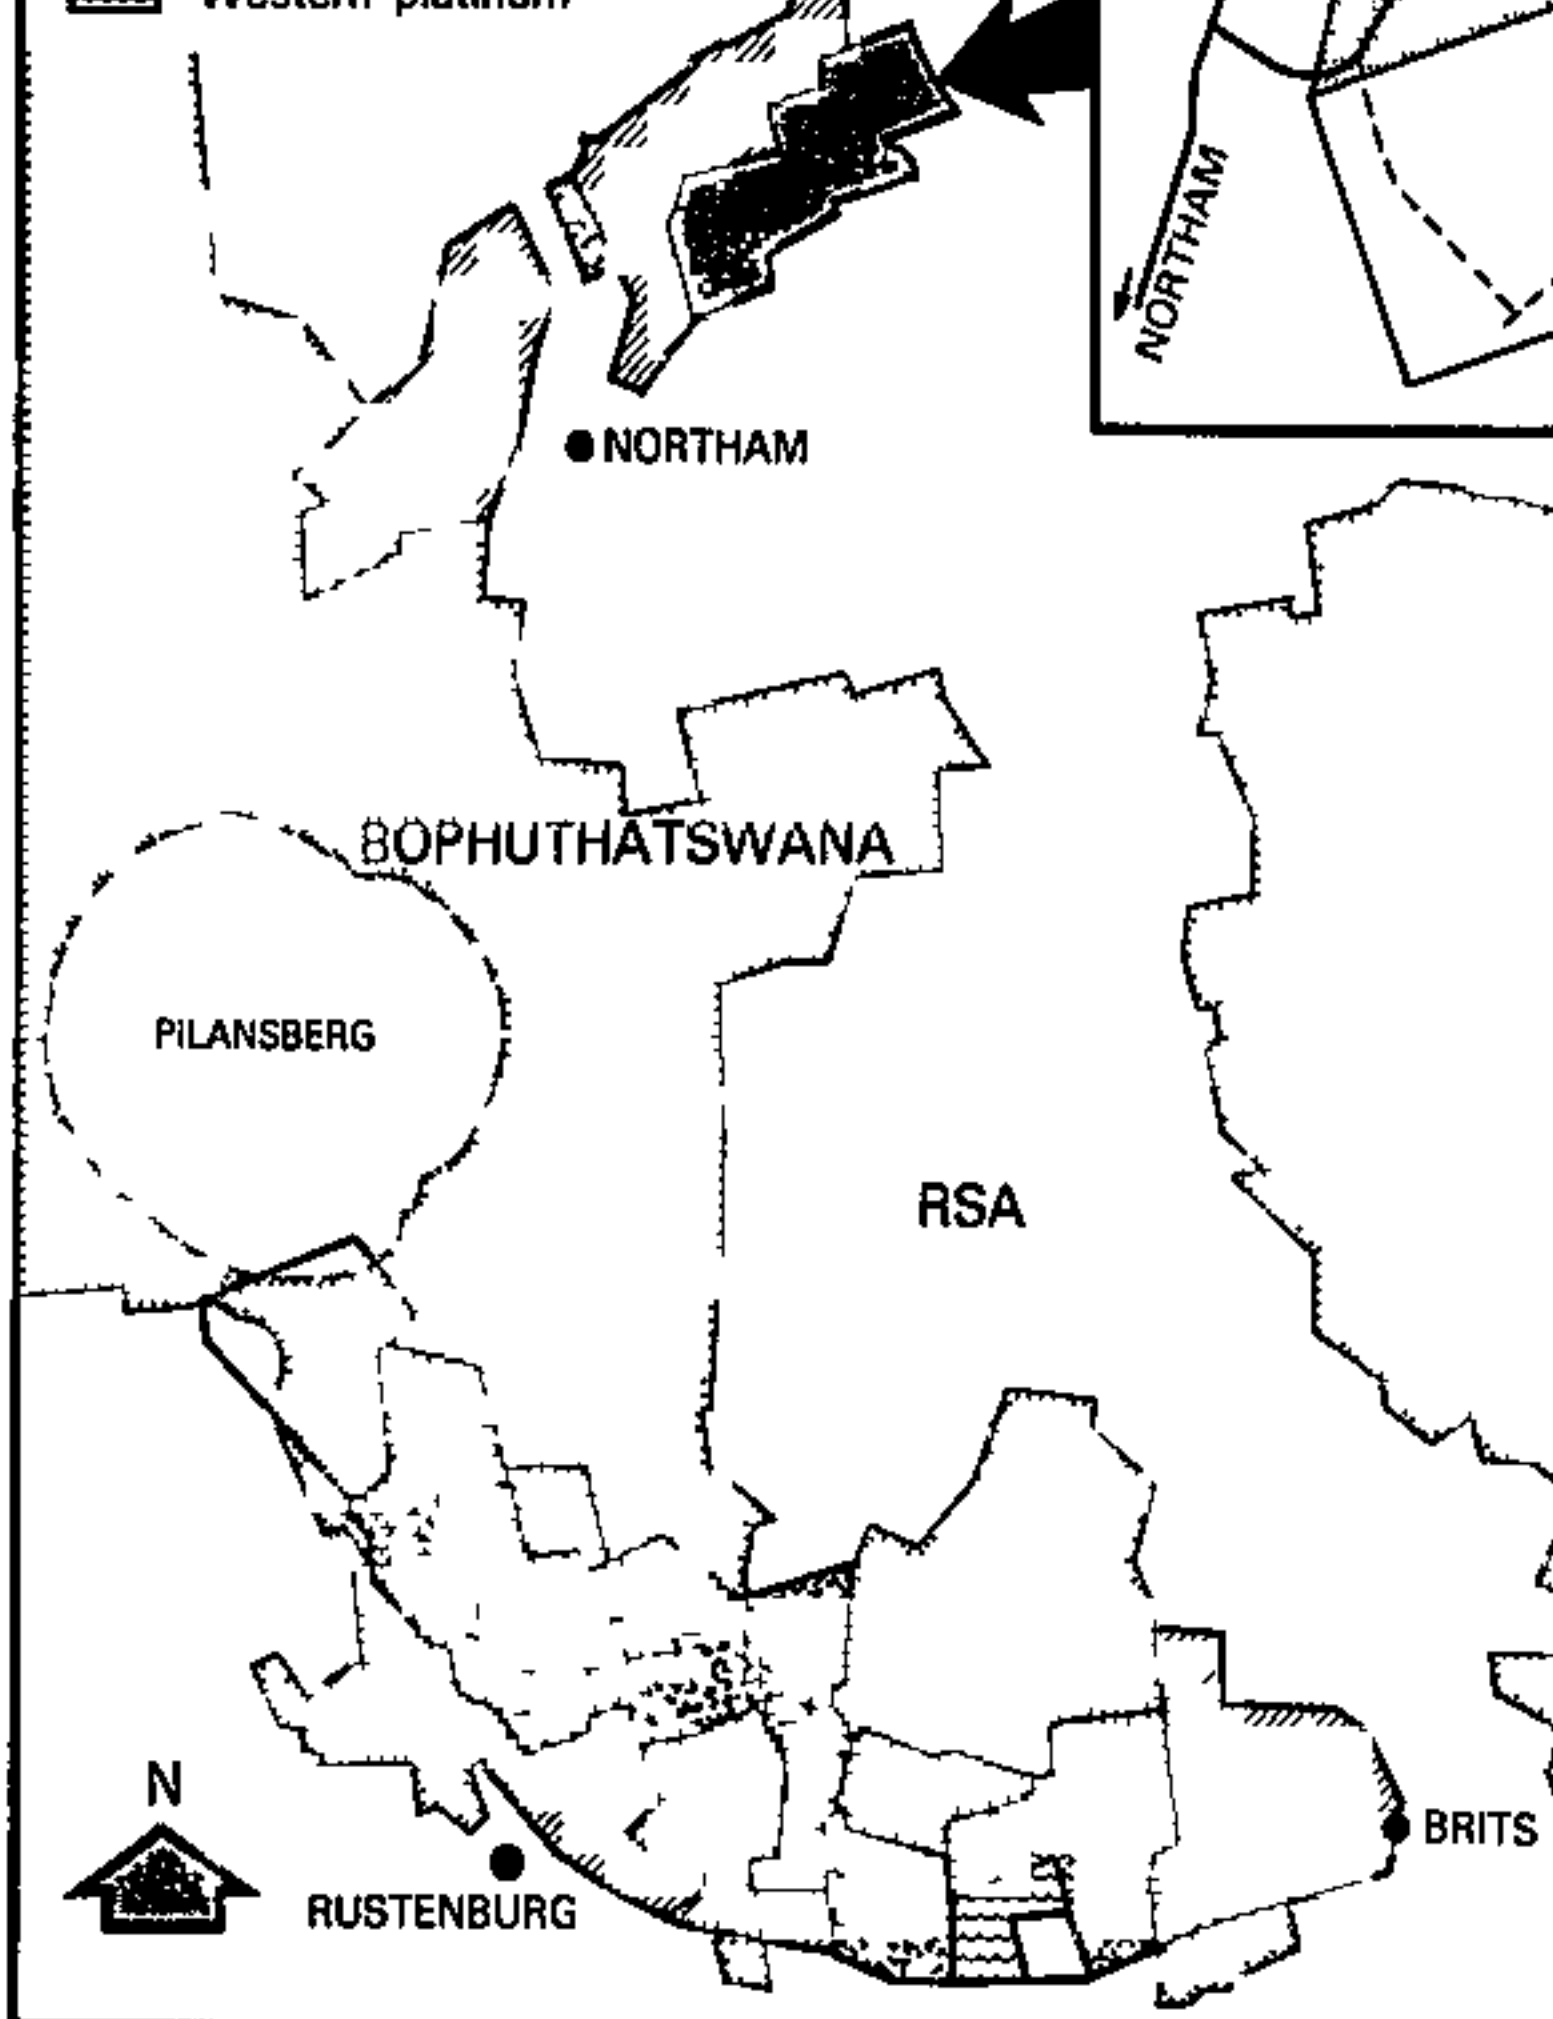 Western platinum
NORTHAM
NORTHAM
BOPHUTHATSWANA
PILANSBERG
RSA
N
BRITS
RUSTENBURG